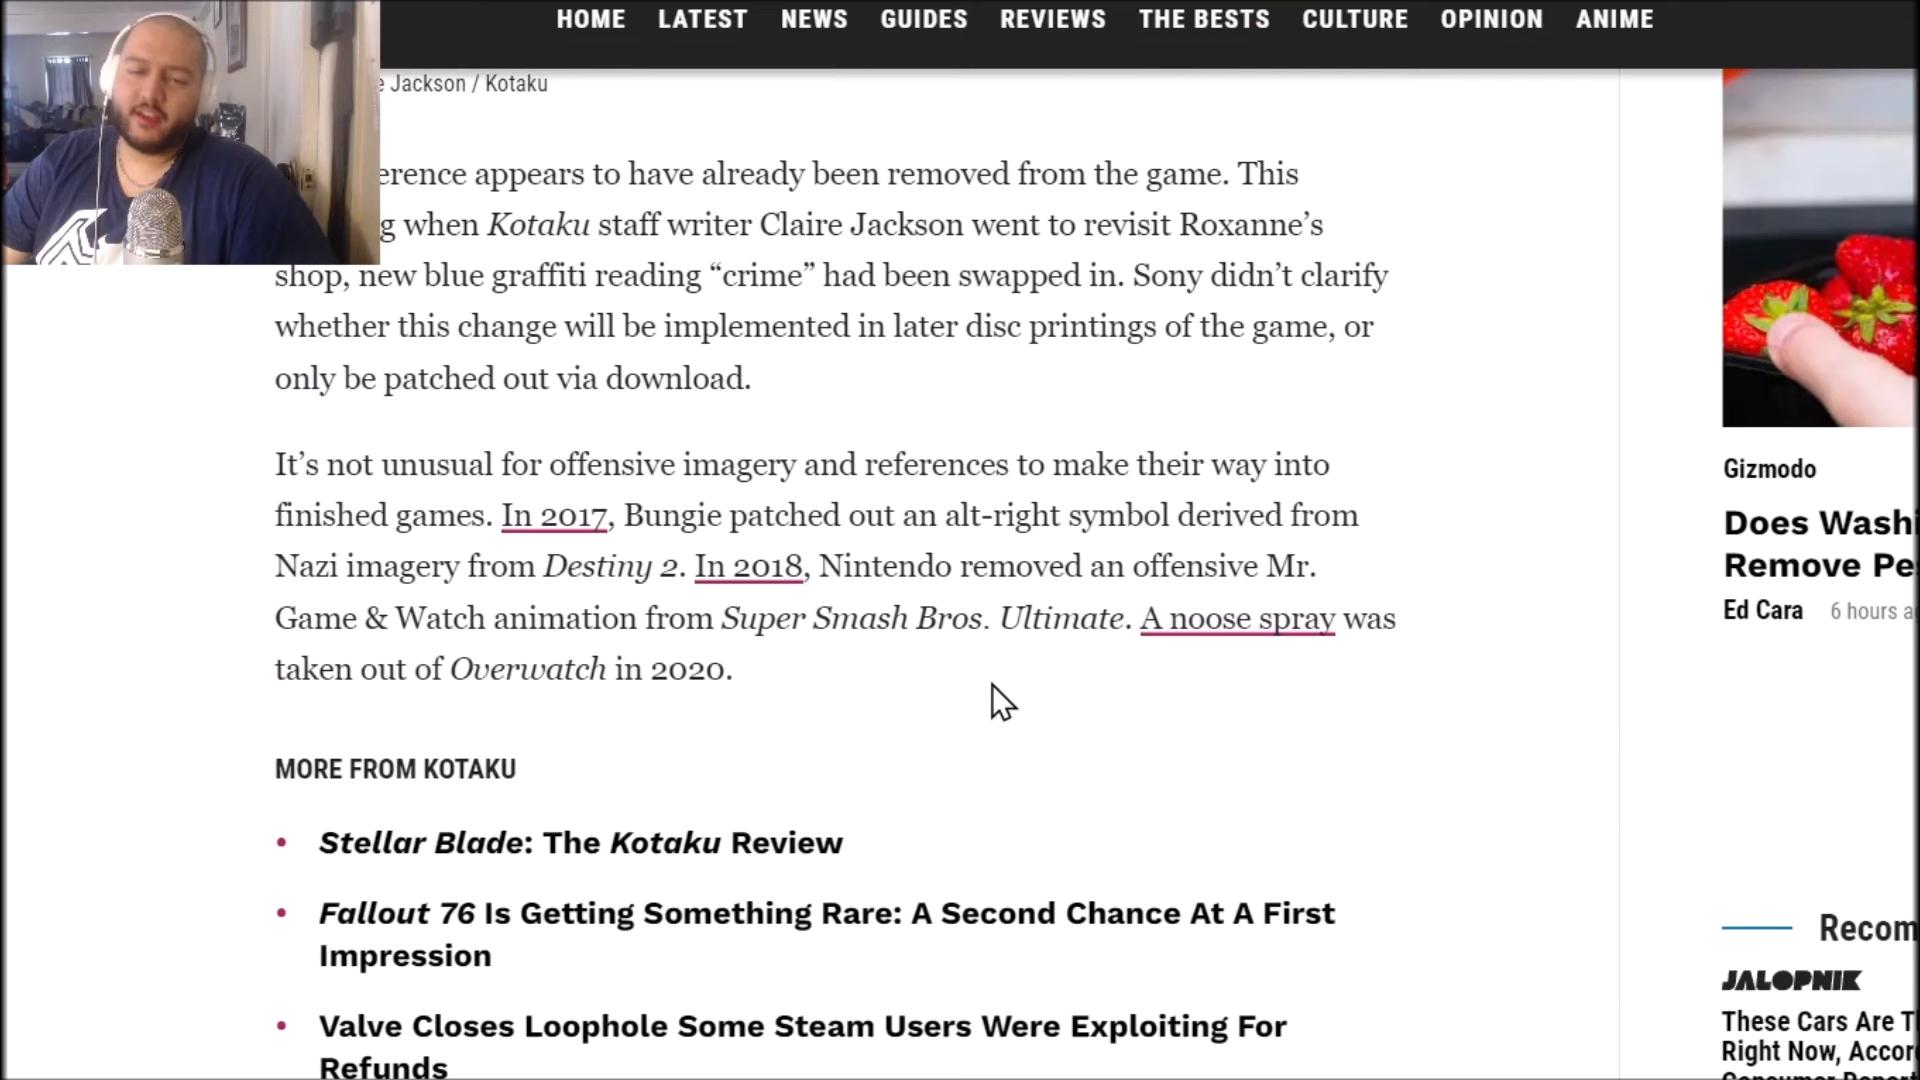 HOME LATEST NEWS GUIDES REVIEWS THE BESTS CULTURE OPINION ANIME
e Jackson / Kotaku
erence appears to have already been removed from the game. This
g when Kotaku staff writer Claire Jackson went to revisit Roxanne’s
shop, new blue graffiti reading “crime” had been swapped in. Sony didn’t clarify
whether this change will be implemented in later disc printings of the game, or
only be patched out via download.
It’s not unusual for offensive imagery and references to make their way into
finished games. In 2017, Bungie patched out an alt-right symbol derived from
Nazi imagery from Destiny 2. In 2018, Nintendo removed an offensive Mr.
Game & Watch animation from Super Smash Bros. Ultimate. A noose spray was
taken out of Overwatch in 2020.
MORE FROM KOTAKU
• Stellar Blade: The Kotaku Review
• Fallout 76 Is Getting Something Rare: A Second Chance At A First
Impression
• Valve Closes Loophole Some Steam Users Were Exploiting For
Refunds
Gizmodo
Does Washi
Remove Pe
Ed Cara 6 hours a
Recom
JALOPNIK
These Cars Are T
Right Now, Accor
Consumer Report